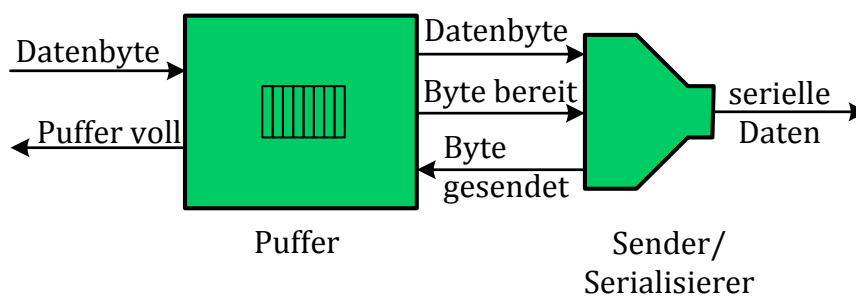 Datenbyte
Puffer voll
Datenbyte
Byte bereit
Byte
gesendet
serielle
Daten
Puffer
Sender/
Serialisierer